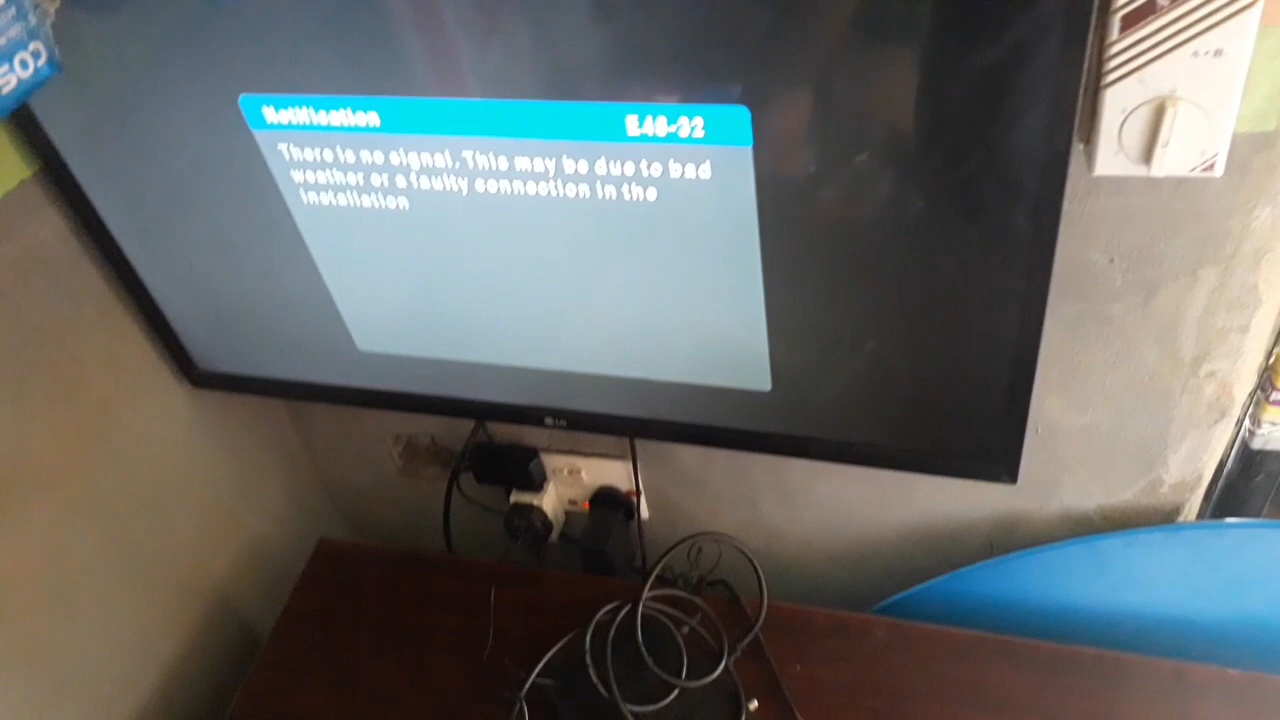 Notification E48-32
There is no signal. This may be due to bad
weather or a faulty connection in the
installation
LG